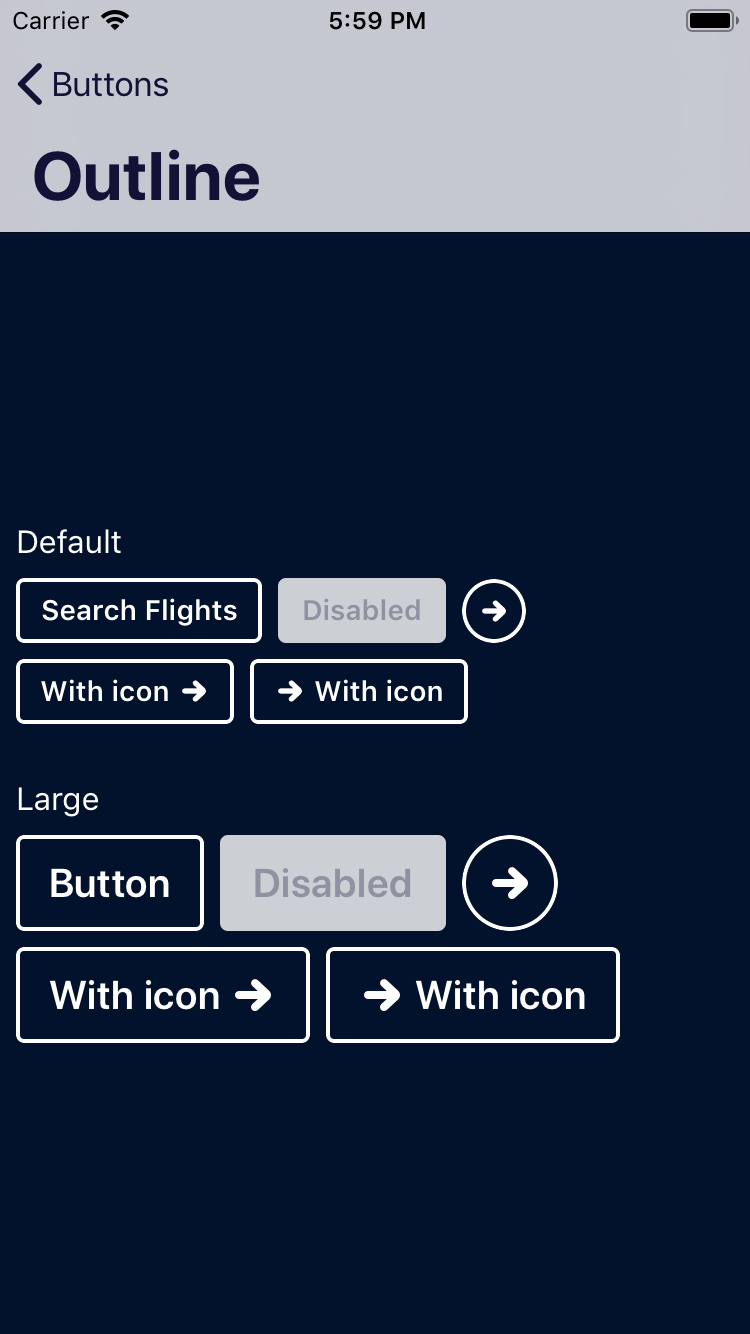 Carrier 5:59 PM
Buttons
Outline
Default
Search Flights Disabled
With icon With icon
Large
Button Disabled
With icon With icon